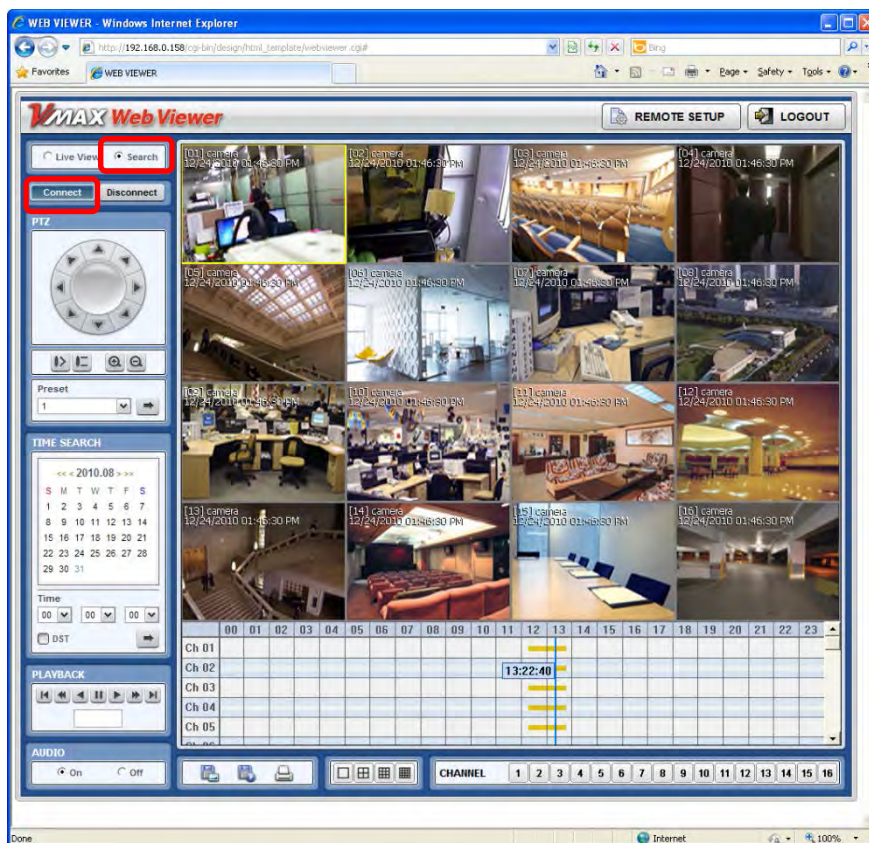 WEB VIEWER - Windows Internet Explorer
http://192.168.0.158/cgi-bin/design/html_template/webviewer.cgi#
Bing
Favorites WEB VIEWER Page Safety Tools
VMAX Web Viewer REMOTE SETUP LOGOUT
Live View Search
Connect Disconnect
PTZ
Preset
1
TIME SEARCH
<< < 2010.08 > >>
S M T W T F S
1 2 3 4 5 6 7
8 9 10 11 12 13 14
15 16 17 18 19 20 21
22 23 24 25 26 27 28
29 30 31
Time
00 00 00
DST
PLAYBACK
AUDIO
On Off
[01] camera
12/24/2010 01:46:30 PM
[02] camera
12/24/2010 01:46:30 PM
[03] camera
12/24/2010 01:46:30 PM
[04] camera
12/24/2010 01:46:30 PM
[05] camera
12/24/2010 01:46:30 PM
[06] camera
12/24/2010 01:46:30 PM
[07] camera
12/24/2010 01:46:30 PM
[08] camera
12/24/2010 01:46:30 PM
[09] camera
12/24/2010 01:46:30 PM
[10] camera
12/24/2010 01:46:30 PM
[11] camera
12/24/2010 01:46:30 PM
[12] camera
12/24/2010 01:46:30 PM
[13] camera
12/24/2010 01:46:30 PM
[14] camera
12/24/2010 01:46:30 PM
[15] camera
12/24/2010 01:46:30 PM
[16] camera
12/24/2010 01:46:30 PM
00 01 02 03 04 05 06 07 08 09 10 11 12 13 14 15 16 17 18 19 20 21 22 23
Ch 01
Ch 02 13:22:40
Ch 03
Ch 04
Ch 05
CHANNEL 1 2 3 4 5 6 7 8 9 10 11 12 13 14 15 16
Done Internet 100%